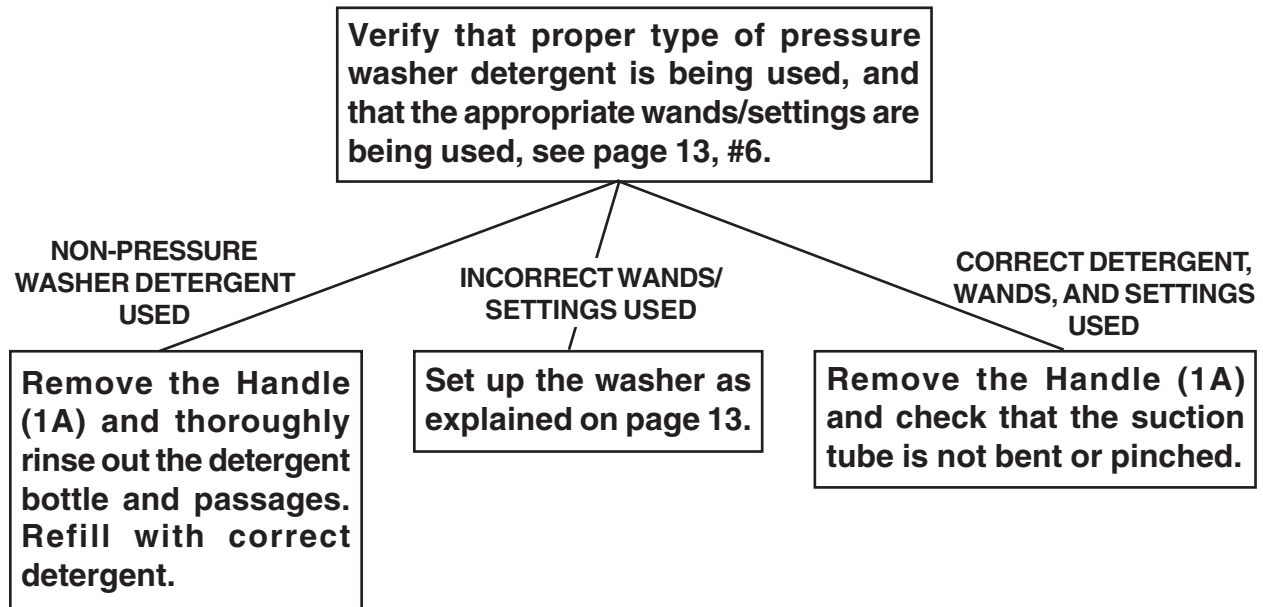 Verify that proper type of pressure
washer detergent is being used, and
that the appropriate wands/settings are
being used, see page 13, #6.
NON-PRESSURE
WASHER DETERGENT
USED
INCORRECT WANDS/
SETTINGS USED
CORRECT DETERGENT,
WANDS, AND SETTINGS
USED
Remove the Handle
(1A) and thoroughly
rinse out the detergent
bottle and passages.
Refill with correct
detergent.
Set up the washer as
explained on page 13.
Remove the Handle (1A)
and check that the suction
tube is not bent or pinched.